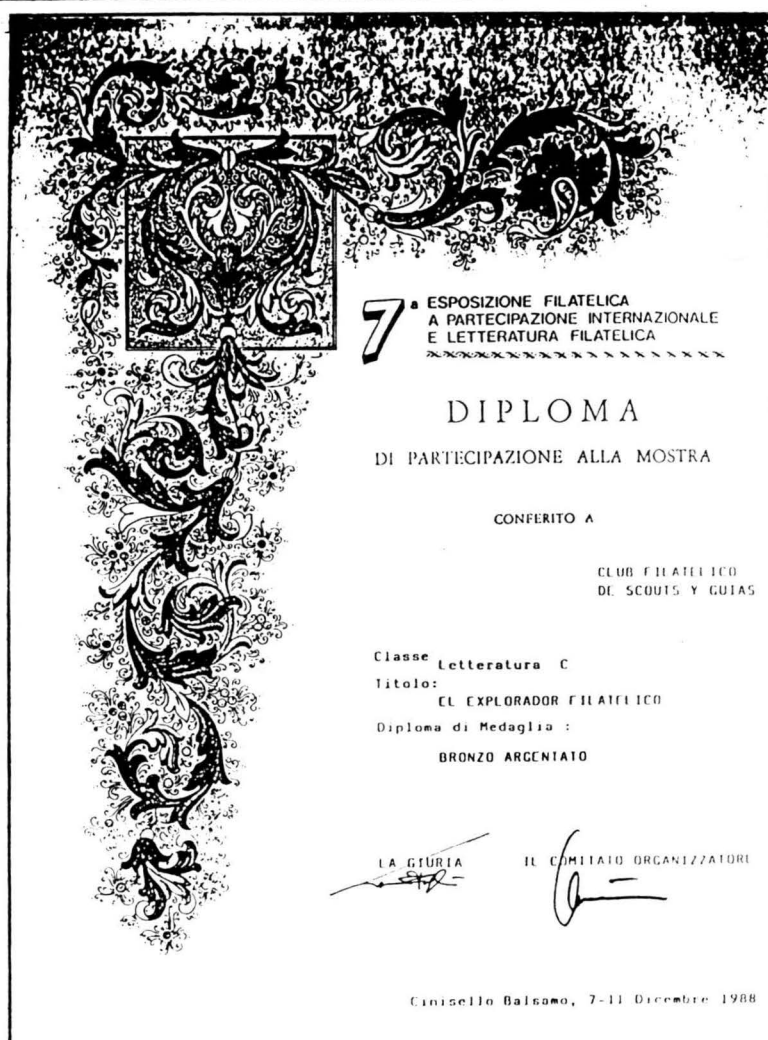 7ª ESPOSIZIONE FILATELICA
A PARTECIPAZIONE INTERNAZIONALE
E LETTERATURA FILATELICA
DIPLOMA
DI PARTECIPAZIONE ALLA MOSTRA
CONFERITO A
CLUB FILATELICO
DE SCOUTS Y GUIAS
Classe Letteratura C
Titolo:
EL EXPLORADOR FILATELICO
Diploma di Medaglia :
BRONZO ARGENTATO
LA GIURIA IL COMITATO ORGANIZZATORE
Cinisello Balsamo, 7-11 Dicembre 1988